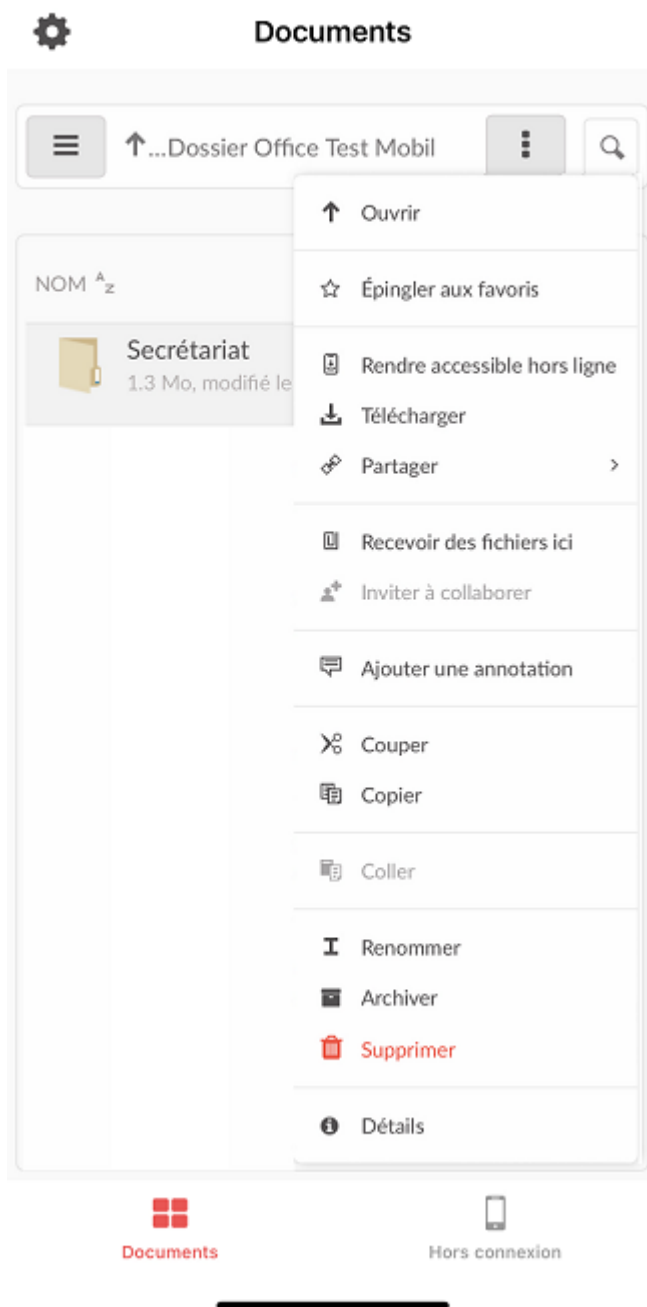 Documents
...Dossier Office Test Mobil
NOM AZ
Secrétariat
1.3 Mo, modifié le
Ouvrir
Épingler aux favoris
Rendre accessible hors ligne
Télécharger
Partager
Recevoir des fichiers ici
Inviter à collaborer
Ajouter une annotation
Couper
Copier
Coller
Renommer
Archiver
Supprimer
Détails
Documents
Hors connexion